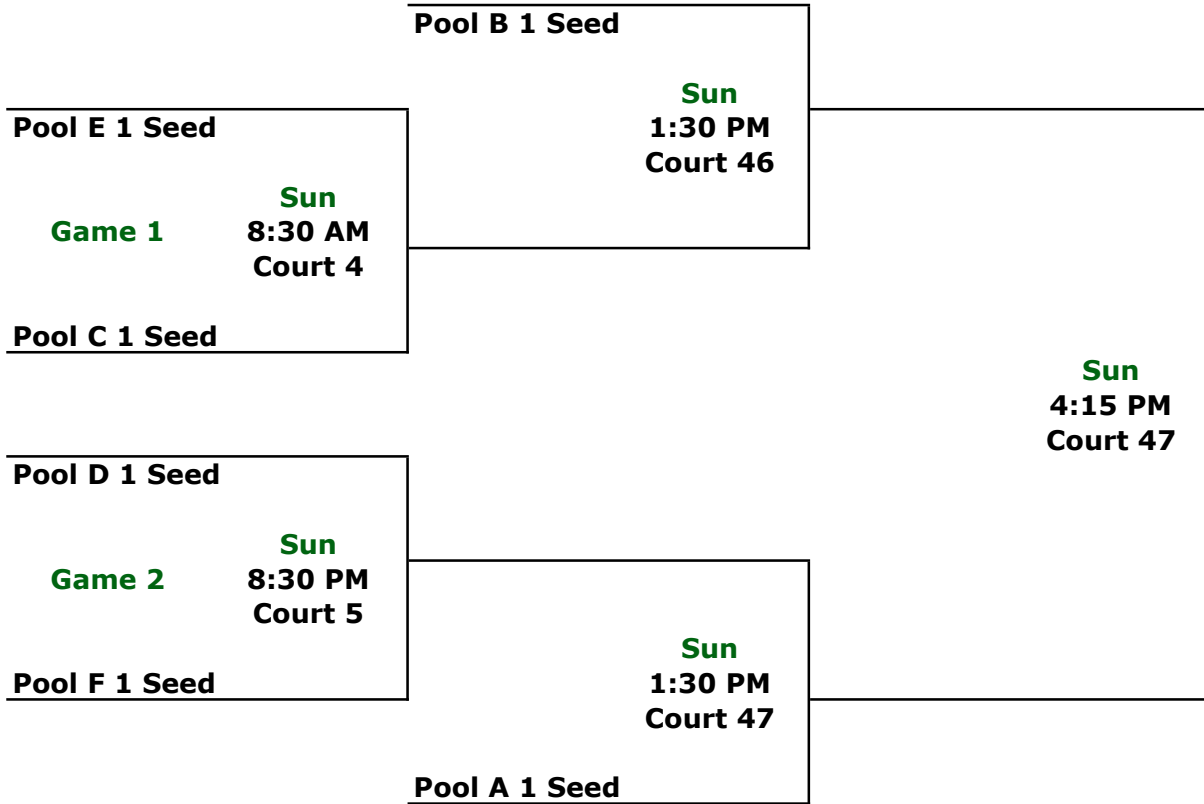 Pool B 1 Seed
Sun
1:30 PM
Court 46
Pool E 1 Seed
Game 1
Sun
8:30 AM
Court 4
Pool C 1 Seed
Sun
4:15 PM
Court 47
Pool D 1 Seed
Game 2
Sun
8:30 PM
Court 5
Pool F 1 Seed
Sun
1:30 PM
Court 47
Pool A 1 Seed